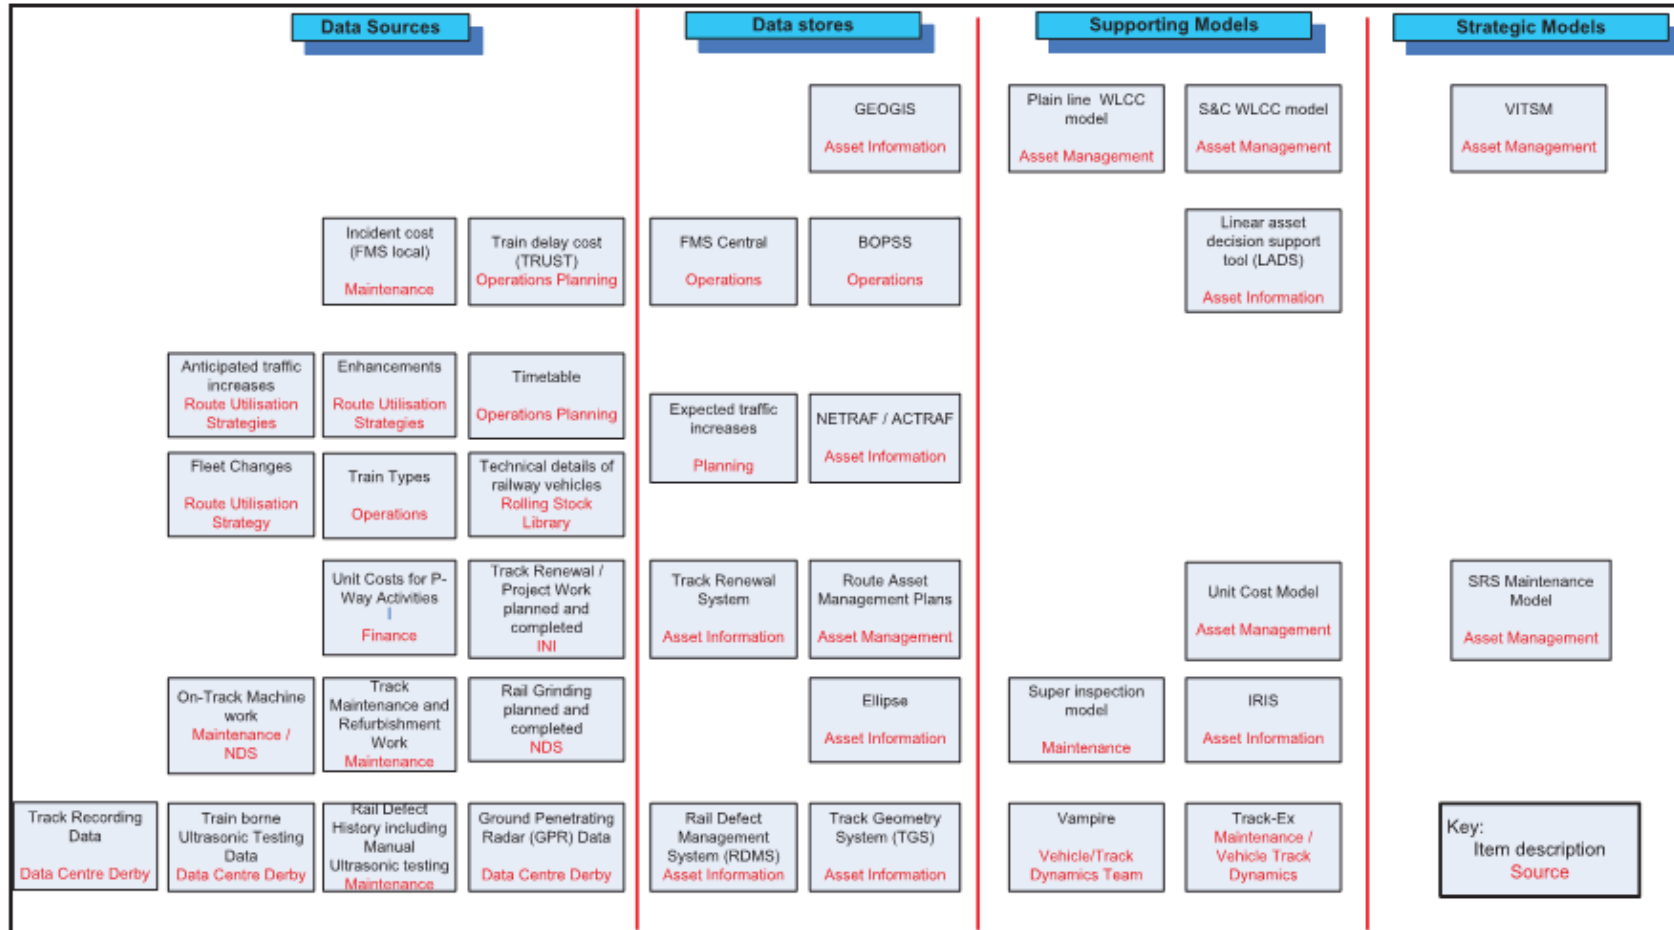 Data Sources
Data stores
Supporting Models
Strategic Models
GEOGIS
Asset Information
Plain line WLCC
model
Asset Management
S&C WLCC model
Asset Management
VITSM
Asset Management
Incident cost
(FMS local)
Maintenance
Train delay cost
(TRUST)
Operations Planning
FMS Central
Operations
BOPSS
Operations
Linear asset
decision support
tool (LADS)
Asset Information
Anticipated traffic
increases
Route Utilisation
Strategies
Enhancements
Route Utilisation
Strategies
Timetable
Operations Planning
Expected traffic
increases
Planning
NETRAF / ACTRAF
Asset Information
Fleet Changes
Route Utilisation
Strategy
Train Types
Operations
Technical details of
railway vehicles
Rolling Stock
Library
Unit Costs for P-
Way Activities
Finance
Track Renewal /
Project Work
planned and
completed
INI
Track Renewal
System
Asset Information
Route Asset
Management Plans
Asset Management
Unit Cost Model
Asset Management
SRS Maintenance
Model
Asset Management
On-Track Machine
work
Maintenance /
NDS
Track
Maintenance and
Refurbishment
Work
Maintenance
Rail Grinding
planned and
completed
NDS
Ellipse
Asset Information
Super inspection
model
Maintenance
IRIS
Asset Information
Track Recording
Data
Data Centre Derby
Train borne
Ultrasonic Testing
Data
Data Centre Derby
Rail Defect
History including
Manual
Ultrasonic testing
Maintenance
Ground Penetrating
Radar (GPR) Data
Data Centre Derby
Rail Defect
Management
System (RDMS)
Asset Information
Track Geometry
System (TGS)
Asset Information
Vampire
Vehicle/Track
Dynamics Team
Track-Ex
Maintenance /
Vehicle Track
Dynamics
Key:
Item description
Source